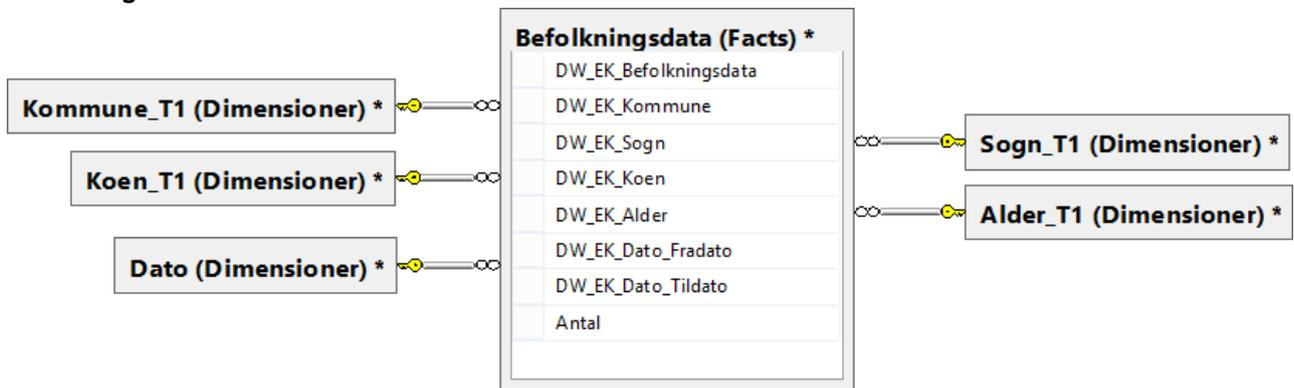 Befolkningsdata (Facts) *
DW_EK_Befolkningsdata
DW_EK_Kommune
DW_EK_Sogn
DW_EK_Koen
DW_EK_Alder
DW_EK_Dato_Fradato
DW_EK_Dato_Tildato
Antal
Kommune_T1 (Dimensioner) *
Koen_T1 (Dimensioner) *
Dato (Dimensioner) *
Sogn_T1 (Dimensioner) *
Alder_T1 (Dimensioner) *